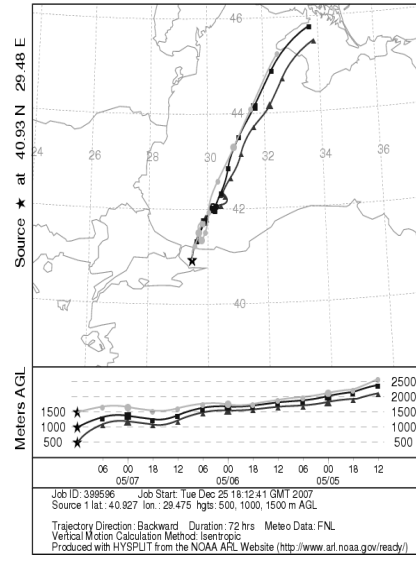 46
44
24 26 30 32 34 36
42
40
Source ★ at 40.93 N 29.48 E
Meters AGL
2500
2000
1500 1500
1000 1000
500 500
06 00 18 12 06 00 18 12 06 00 18 12
05/07 05/06 05/05
Job ID: 399596 Job Start: Tue Dec 25 18:12:41 GMT 2007
Source 1 lat.: 40.927 lon.: 29.475 hgts: 500, 1000, 1500 m AGL
Trajectory Direction: Backward Duration: 72 hrs Meteo Data: FNL
Vertical Motion Calculation Method: Isentropic
Produced with HYSPLIT from the NOAA ARL Website (http://www.arl.noaa.gov/ready/)